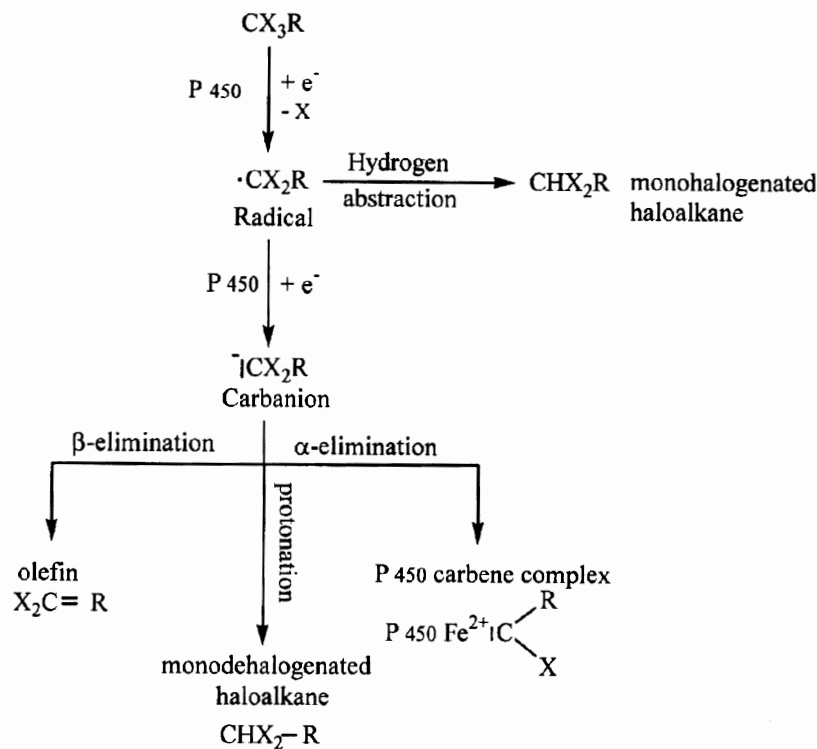 CX₃R
P 450
+ e⁻
- X
·CX₂R
Radical
Hydrogen
abstraction
CHX₂R monohalogenated
haloalkane
P 450
+ e⁻
⁻|CX₂R
Carbanion
β-elimination
α-elimination
protonation
olefin
X₂C= R
P 450 carbene complex
R
P 450 Fe²⁺|C
X
monodehalogenated
haloalkane
CHX₂− R